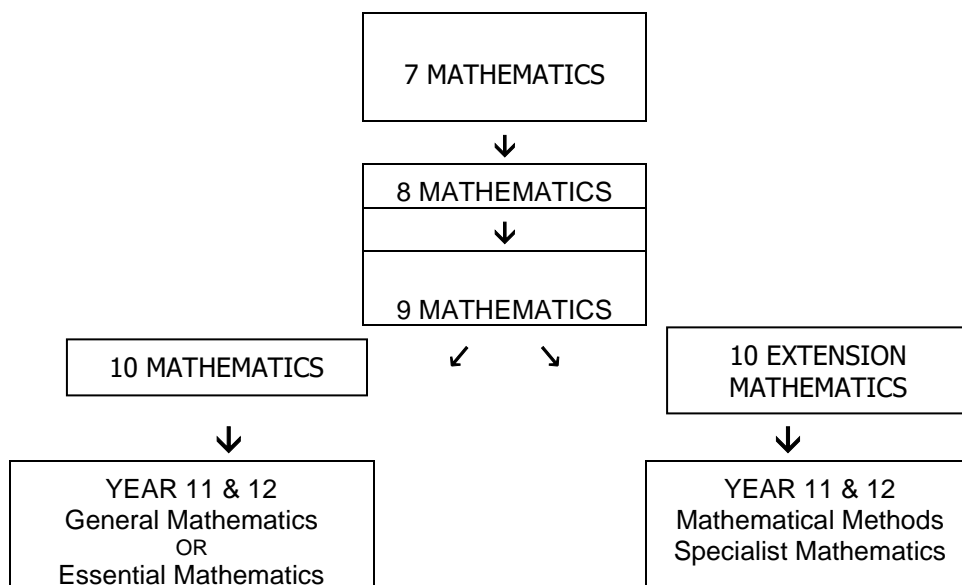 7 MATHEMATICS
↓
8 MATHEMATICS
↓
9 MATHEMATICS
↙ ↘
10 MATHEMATICS
10 EXTENSION
MATHEMATICS
↓
↓
YEAR 11 & 12
General Mathematics
OR
Essential Mathematics
YEAR 11 & 12
Mathematical Methods
Specialist Mathematics